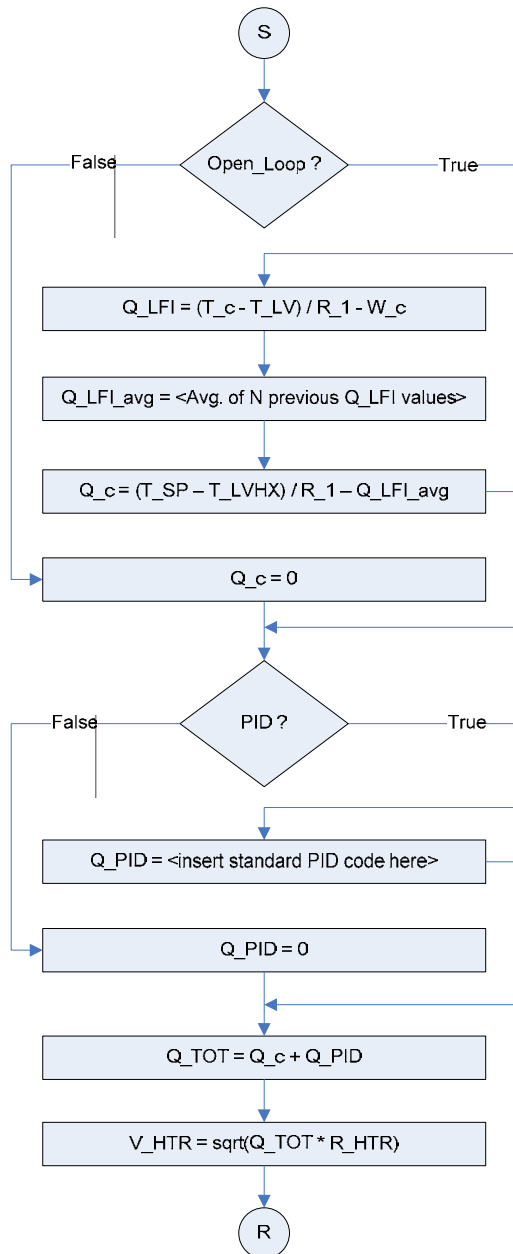 S
Open_Loop ?
False
True
Q_LFI = (T_c - T_LV) / R_1 - W_c
Q_LFI_avg = <Avg. of N previous Q_LFI values>
Q_c = (T_SP – T_LVHX) / R_1 – Q_LFI_avg
Q_c = 0
PID ?
False
True
Q_PID = <insert standard PID code here>
Q_PID = 0
Q_TOT = Q_c + Q_PID
V_HTR = sqrt(Q_TOT * R_HTR)
R